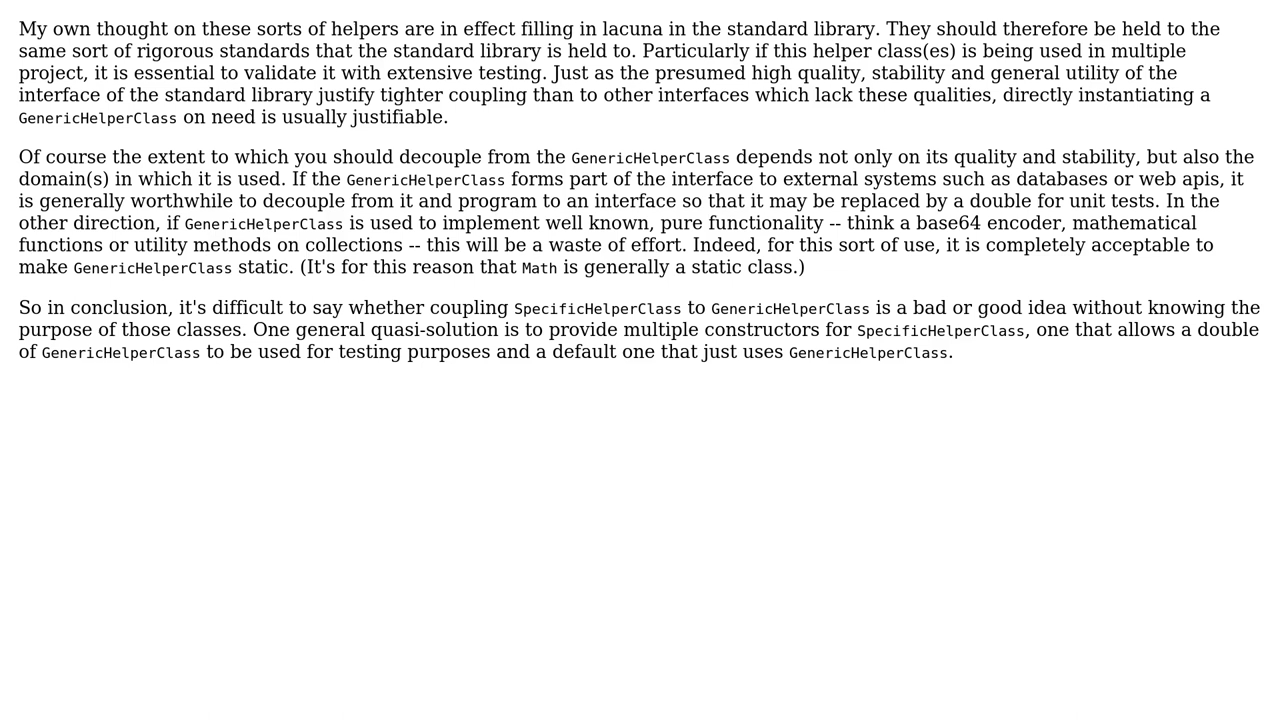 My own thought on these sorts of helpers are in effect filling in lacuna in the standard library. They should therefore be held to the
same sort of rigorous standards that the standard library is held to. Particularly if this helper class(es) is being used in multiple
project, it is essential to validate it with extensive testing. Just as the presumed high quality, stability and general utility of the
interface of the standard library justify tighter coupling than to other interfaces which lack these qualities, directly instantiating a
GenericHelperClass on need is usually justifiable.
Of course the extent to which you should decouple from the GenericHelperClass depends not only on its quality and stability, but also the
domain(s) in which it is used. If the GenericHelperClass forms part of the interface to external systems such as databases or web apis, it
is generally worthwhile to decouple from it and program to an interface so that it may be replaced by a double for unit tests. In the
other direction, if GenericHelperClass is used to implement well known, pure functionality -- think a base64 encoder, mathematical
functions or utility methods on collections -- this will be a waste of effort. Indeed, for this sort of use, it is completely acceptable to
make GenericHelperClass static. (It's for this reason that Math is generally a static class.)
So in conclusion, it's difficult to say whether coupling SpecificHelperClass to GenericHelperClass is a bad or good idea without knowing the
purpose of those classes. One general quasi-solution is to provide multiple constructors for SpecificHelperClass, one that allows a double
of GenericHelperClass to be used for testing purposes and a default one that just uses GenericHelperClass.